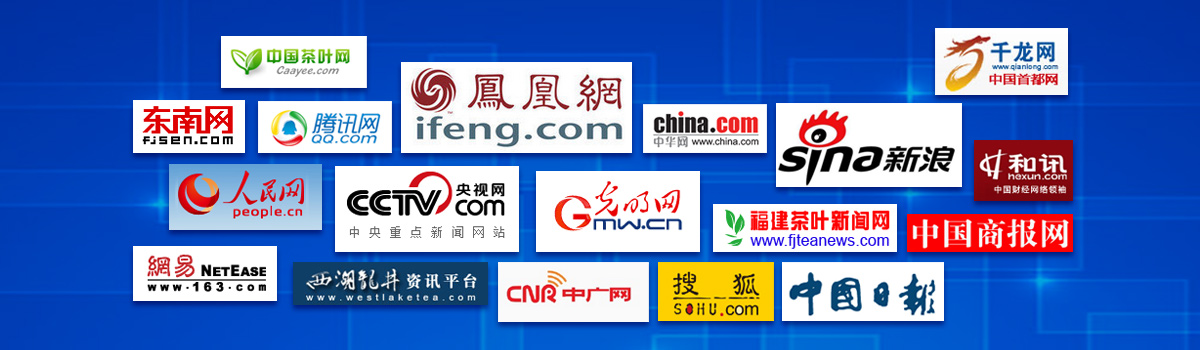 中国茶叶网
Caayee.com
千龙网
www.qianlong.com
中国首都网
鳳凰網
ifeng.com
东南网
fjsen.com
腾讯网
QQ.com
china.com
中华网 www.china.com
sina新浪
和讯
hexun.com
中国财经网络领袖
人民网
people.cn
CCTV 央视网
com
中央重点新闻网站
光明网
Gmw.cn
福建茶叶新闻网
www.fjteanews.com
中国商报网
網易 NETEASE
www.163.com
西湖龍井 资讯平台
www.westlaketea.com
CNR中广网
搜狐
SOHU.com
中國日報